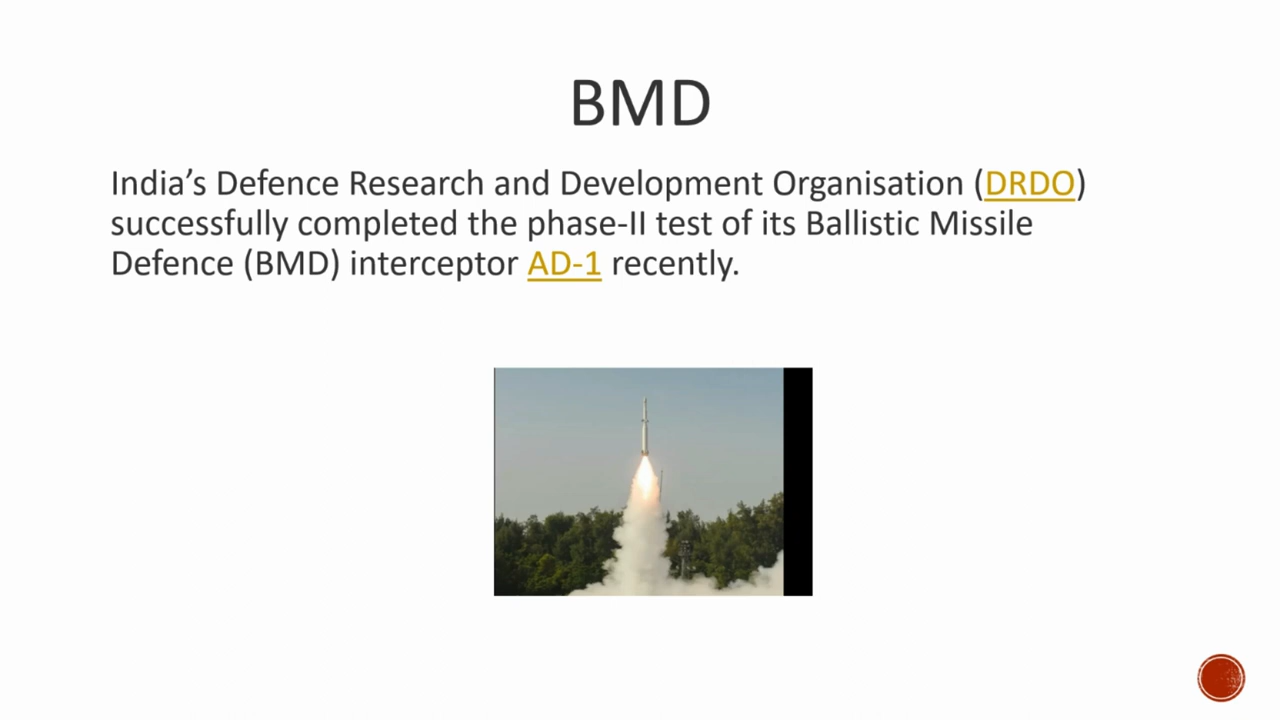 BMD
India’s Defence Research and Development Organisation (DRDO)
successfully completed the phase-II test of its Ballistic Missile
Defence (BMD) interceptor AD-1 recently.